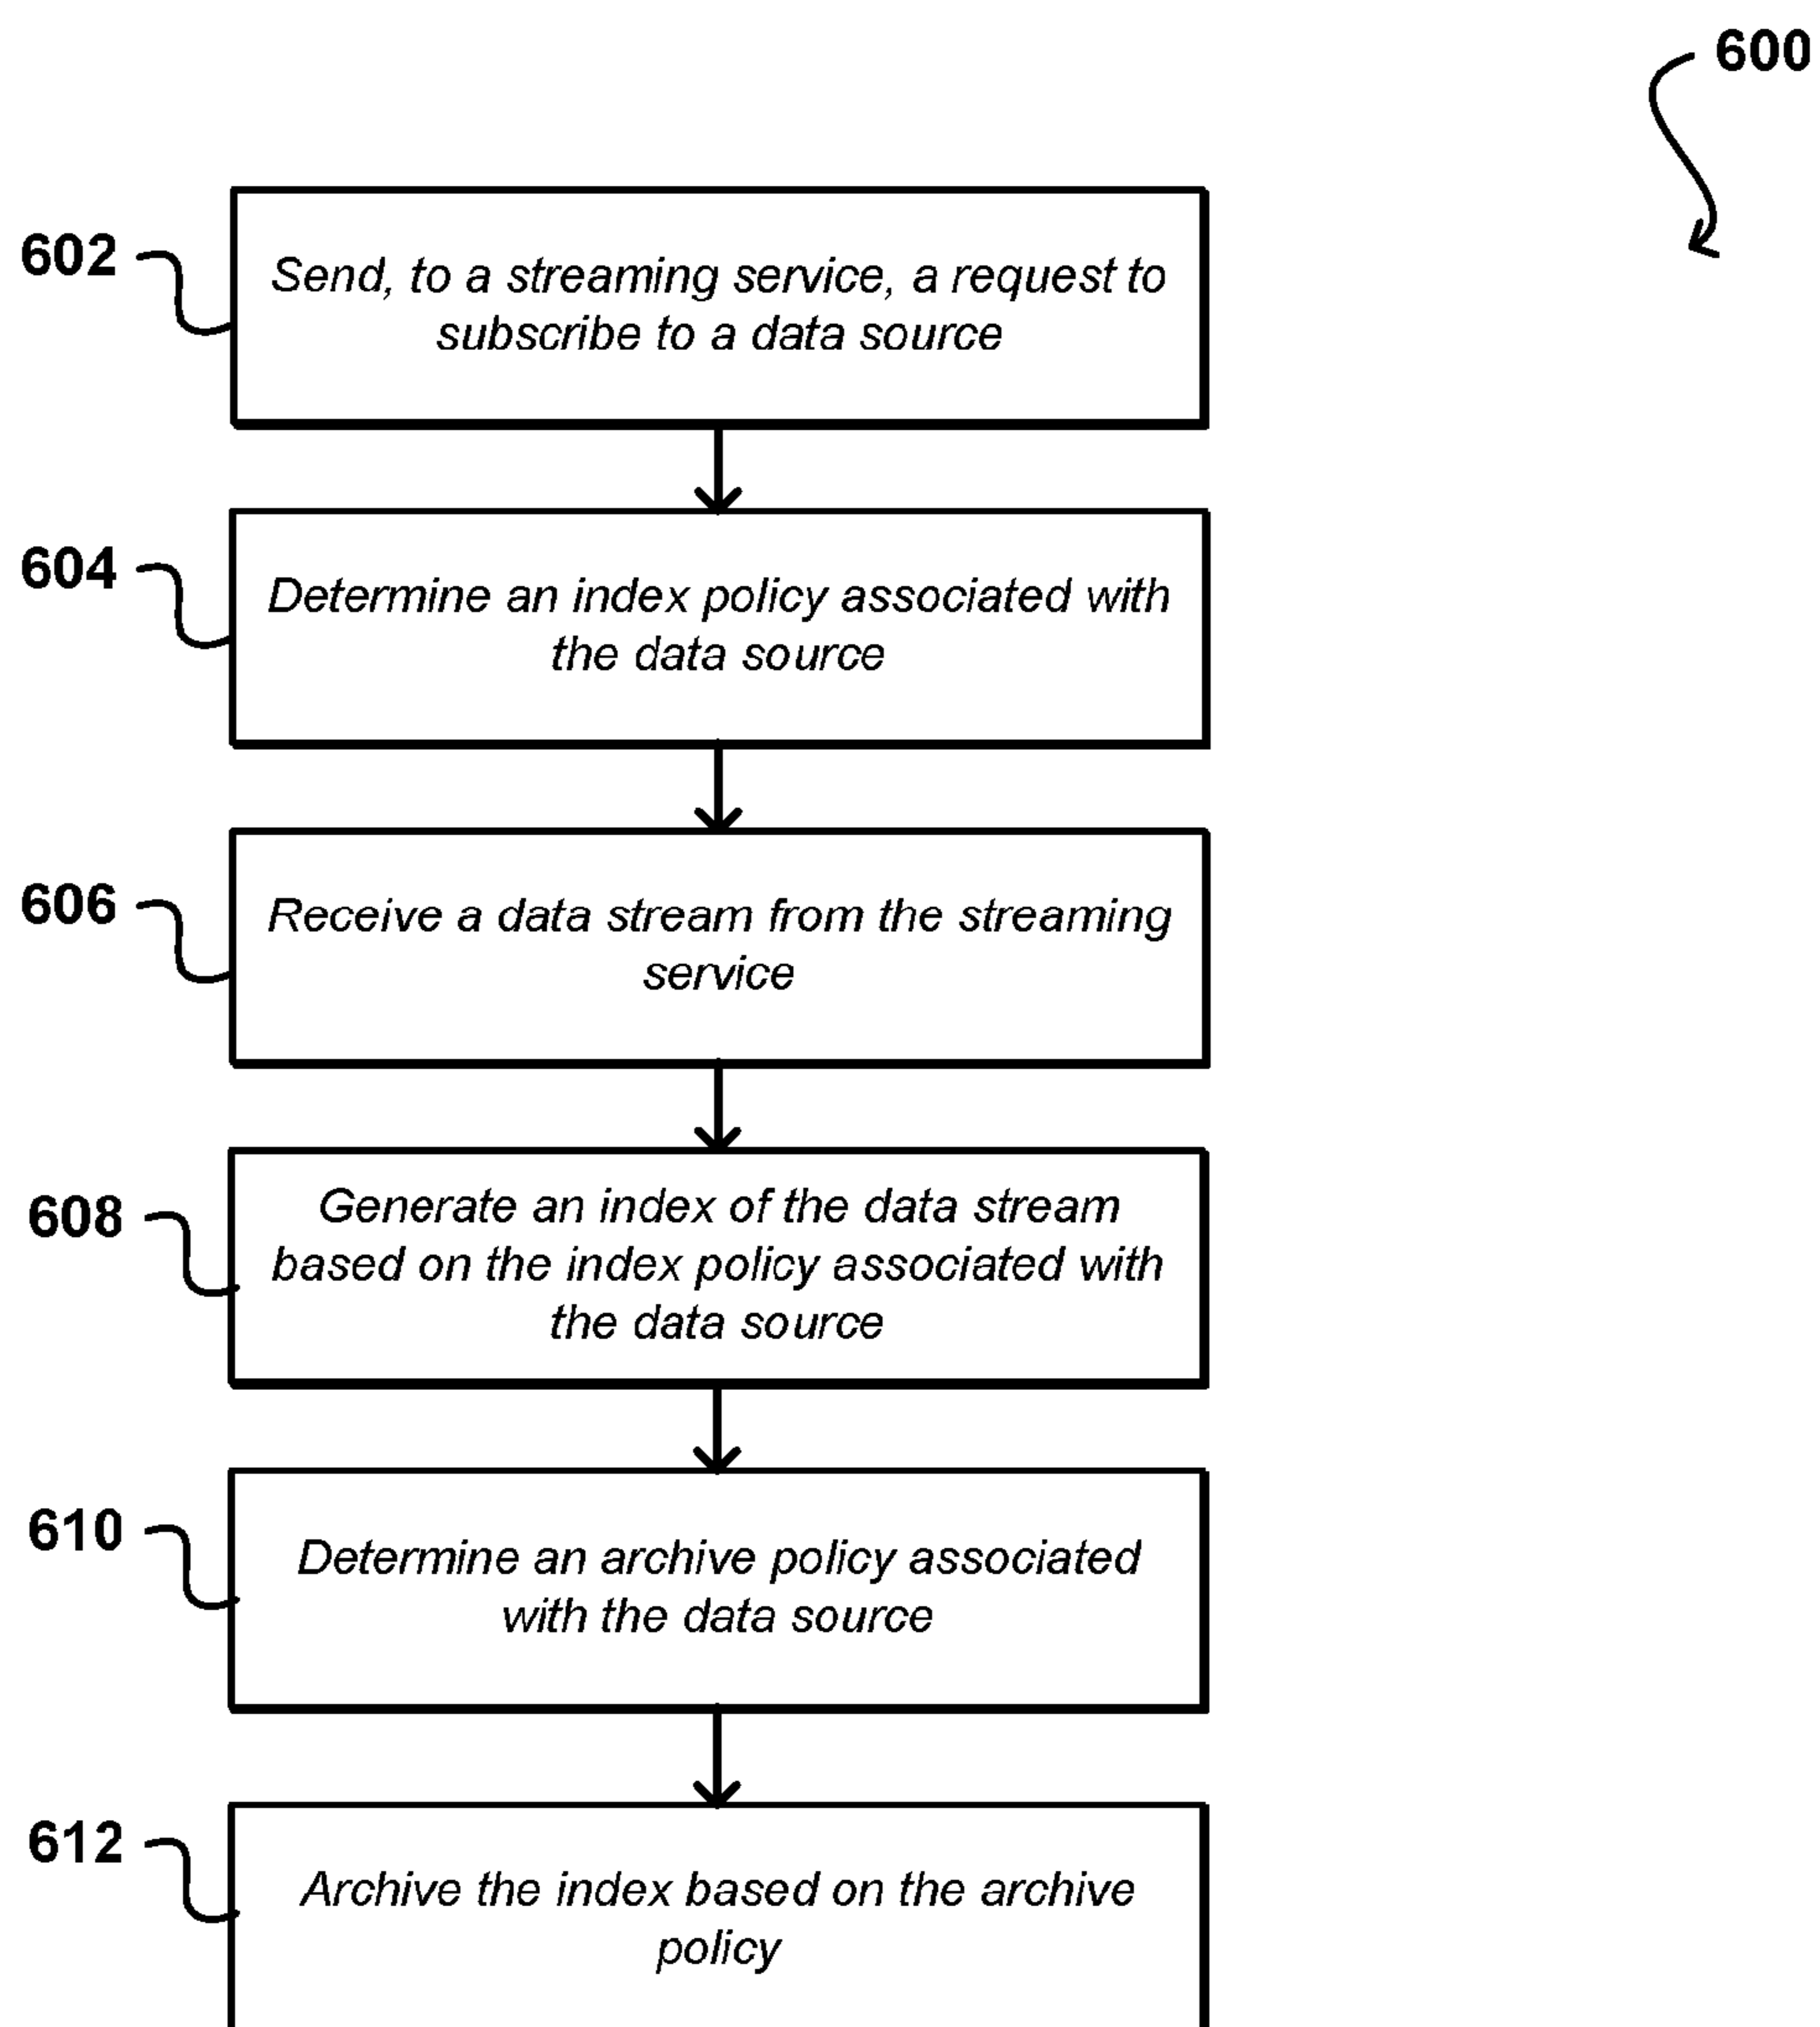 600
602
Send, to a streaming service, a request to
subscribe to a data source
604
Determine an index policy associated with
the data source
606
Receive a data stream from the streaming
service
608
Generate an index of the data stream
based on the index policy associated with
the data source
610
Determine an archive policy associated
with the data source
612
Archive the index based on the archive
policy